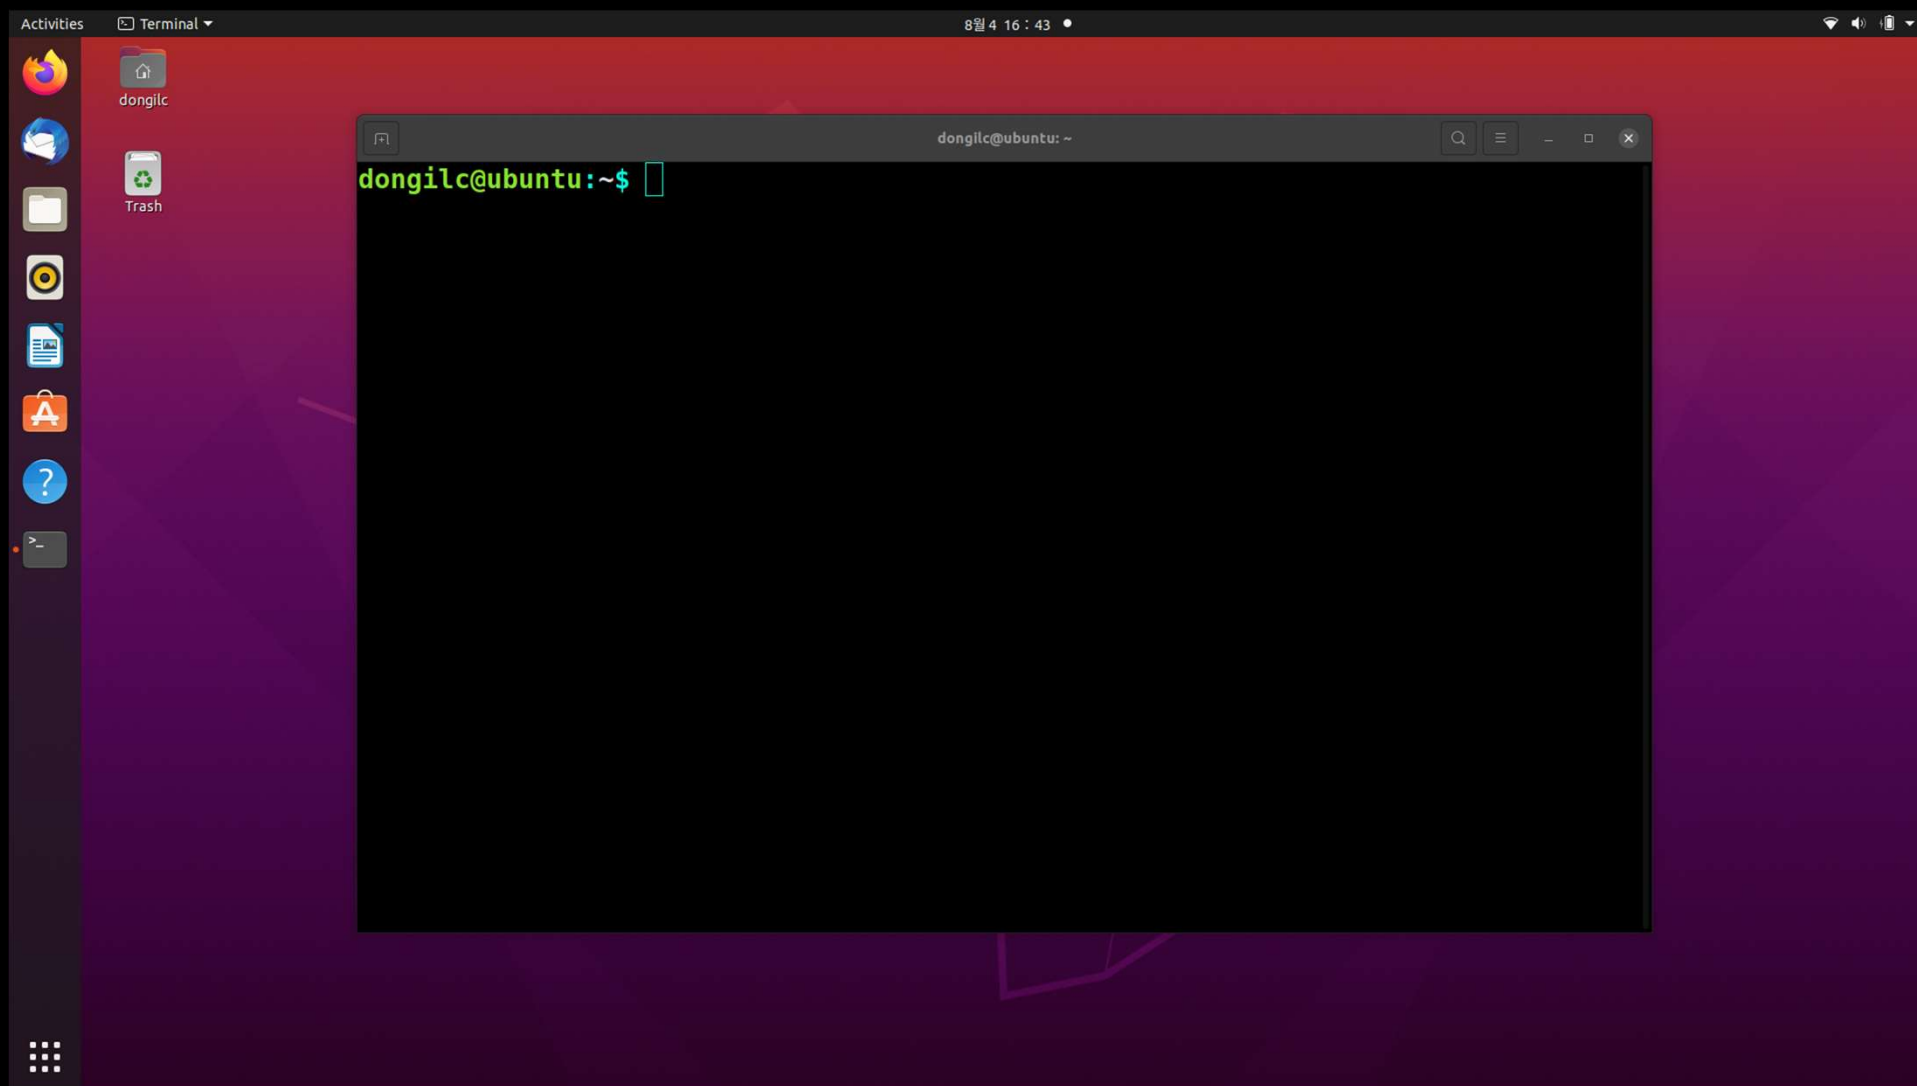 Activities
Terminal
8월 4 16 : 43
dongilc
Trash
dongilc@ubuntu: ~
dongilc@ubuntu:~$